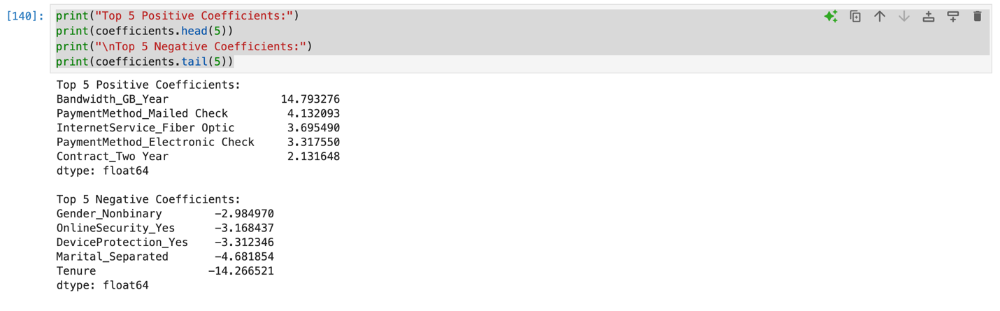 [140]: print("Top 5 Positive Coefficients:")
print(coefficients.head(5))
print("\nTop 5 Negative Coefficients:")
print(coefficients.tail(5))
Top 5 Positive Coefficients:
Bandwidth_GB_Year 14.793276
PaymentMethod_Mailed Check 4.132093
InternetService_Fiber Optic 3.695490
PaymentMethod_Electronic Check 3.317550
Contract_Two Year 2.131648
dtype: float64
Top 5 Negative Coefficients:
Gender_Nonbinary -2.984970
OnlineSecurity_Yes -3.168437
DeviceProtection_Yes -3.312346
Marital_Separated -4.681854
Tenure -14.266521
dtype: float64